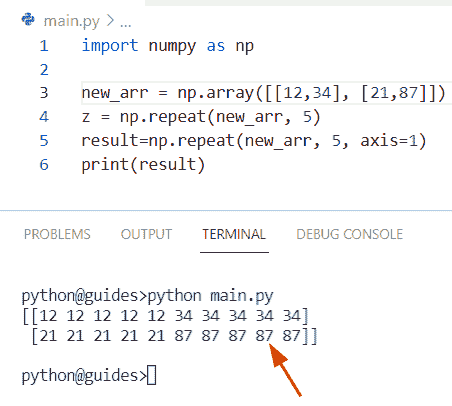 main.py > ...
1 import numpy as np
2
3 new_arr = np.array([[12,34], [21,87]])
4 z = np.repeat(new_arr, 5)
5 result=np.repeat(new_arr, 5, axis=1)
6 print(result)
PROBLEMS OUTPUT TERMINAL DEBUG CONSOLE
python@guides>python main.py
[[12 12 12 12 12 34 34 34 34 34]
 [21 21 21 21 21 87 87 87 87 87]]
python@guides>